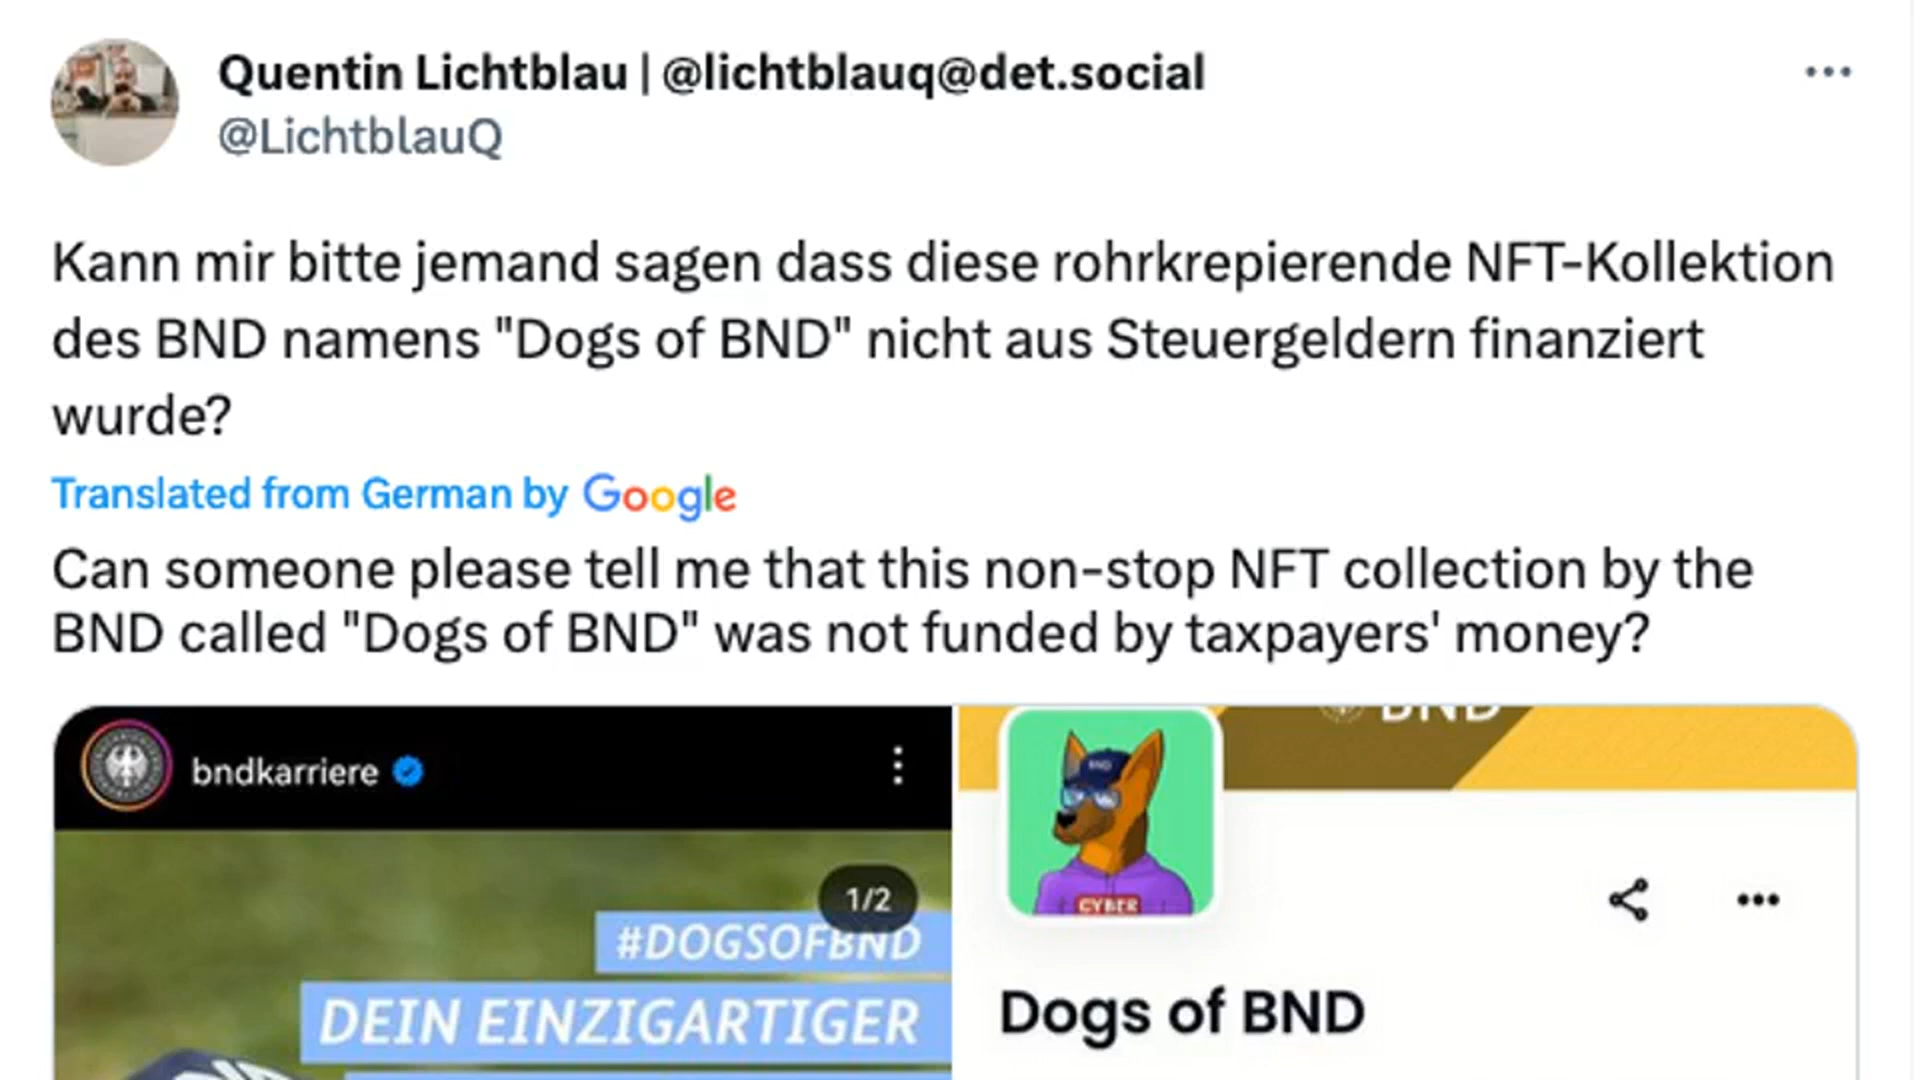 Quentin Lichtblau | @lichtblauq@det.social
@LichtblauQ
Kann mir bitte jemand sagen dass diese rohrkrepierende NFT-Kollektion
des BND namens "Dogs of BND" nicht aus Steuergeldern finanziert
wurde?
Translated from German by Google
Can someone please tell me that this non-stop NFT collection by the
BND called "Dogs of BND" was not funded by taxpayers' money?
bndkarriere
1/2
#DOGSOFBND
DEIN EINZIGARTIGER
BND
BND
CYBER
Dogs of BND